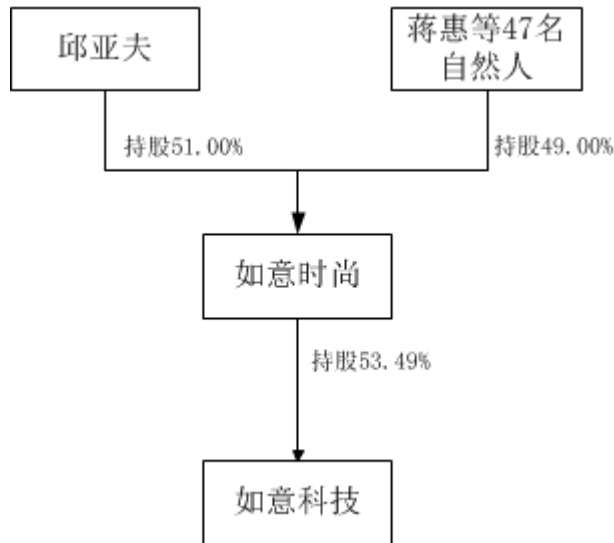 邱亚夫
蒋惠等47名
自然人
持股51.00%
持股49.00%
如意时尚
持股53.49%
如意科技